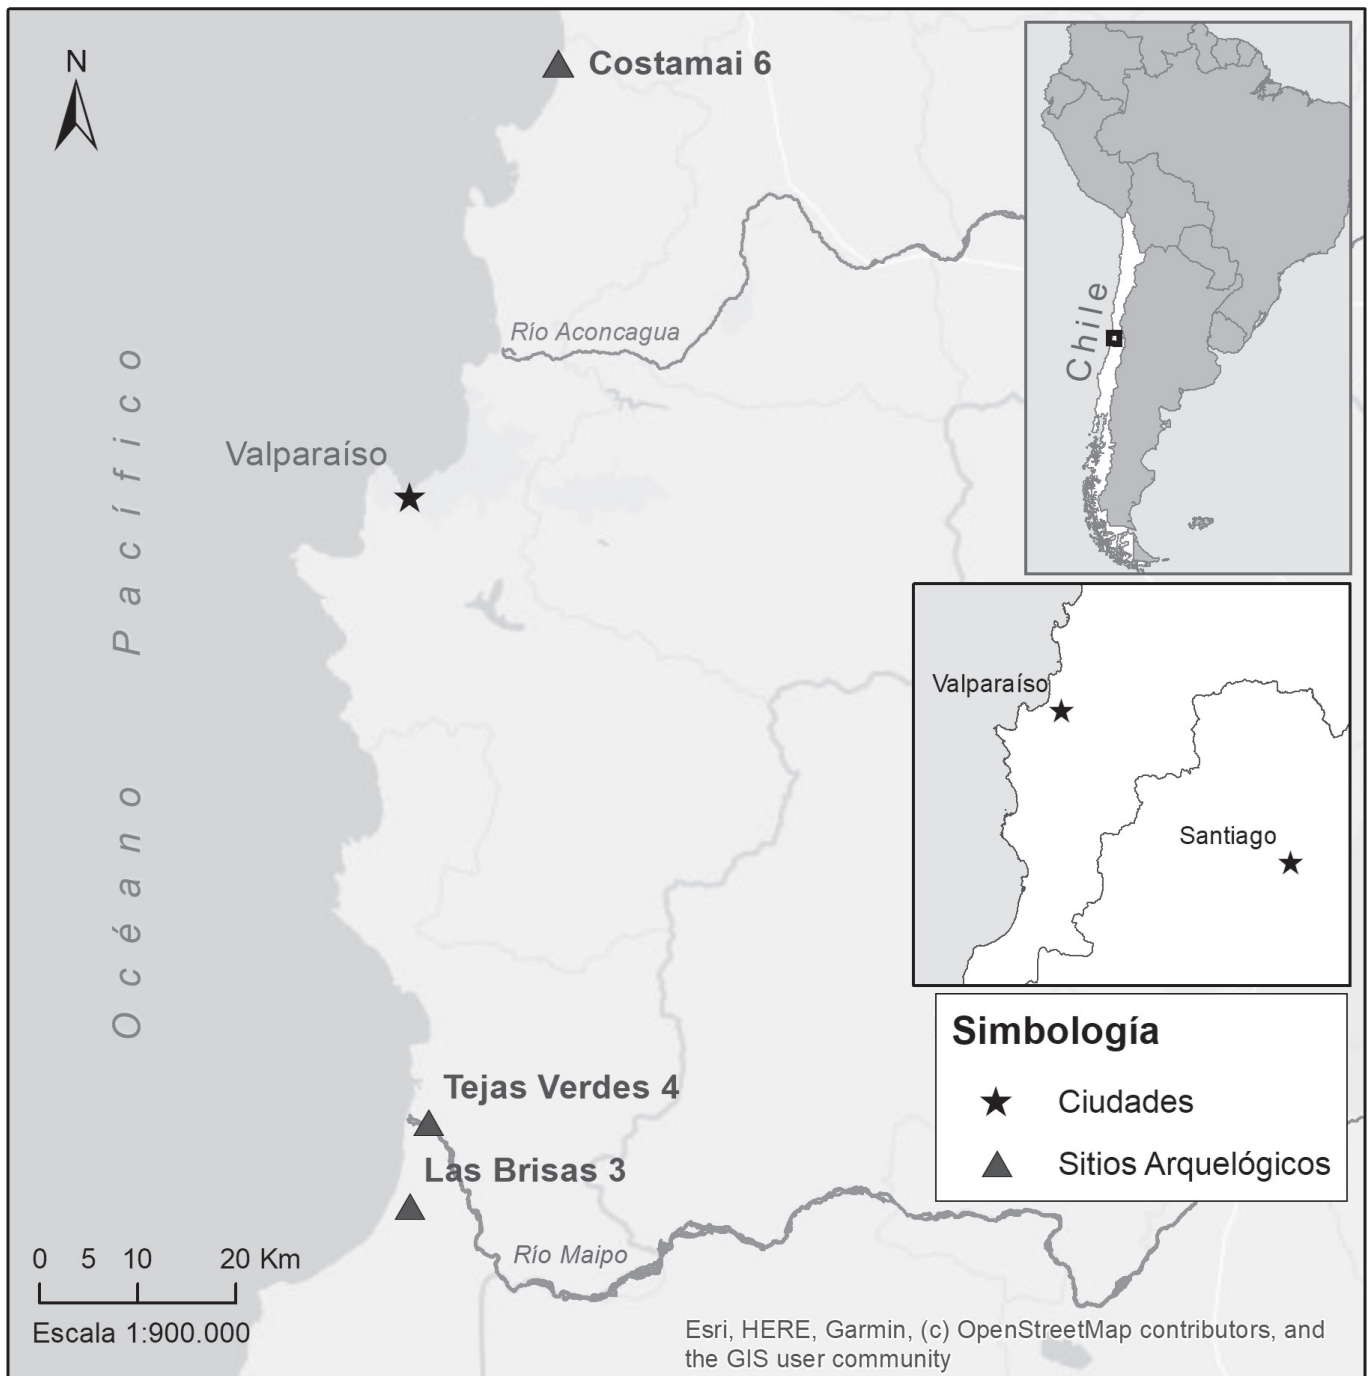 N
Costamai 6
Río Aconcagua
Chile
Valparaíso
Océano Pacífico
Valparaíso
Santiago
Tejas Verdes 4
Las Brisas 3
Río Maipo
Simbología
Ciudades
Sitios Arquelógicos
0 5 10 20 Km
Escala 1:900.000
Esri, HERE, Garmin, (c) OpenStreetMap contributors, and
the GIS user community